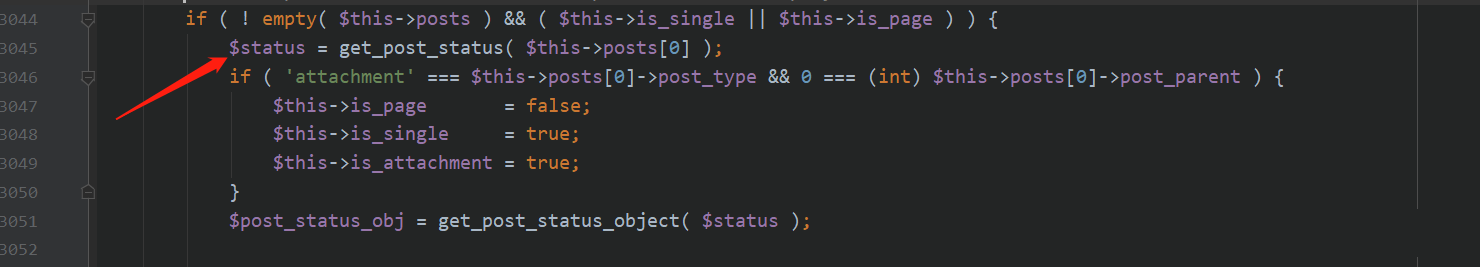 3044 if ( ! empty( $this->posts ) && ( $this->is_single || $this->is_page ) ) {
3045 $status = get_post_status( $this->posts[0] );
3046 if ( 'attachment' === $this->posts[0]->post_type && 0 === (int) $this->posts[0]->post_parent ) {
3047 $this->is_page = false;
3048 $this->is_single = true;
3049 $this->is_attachment = true;
3050 }
3051 $post_status_obj = get_post_status_object( $status );
3052